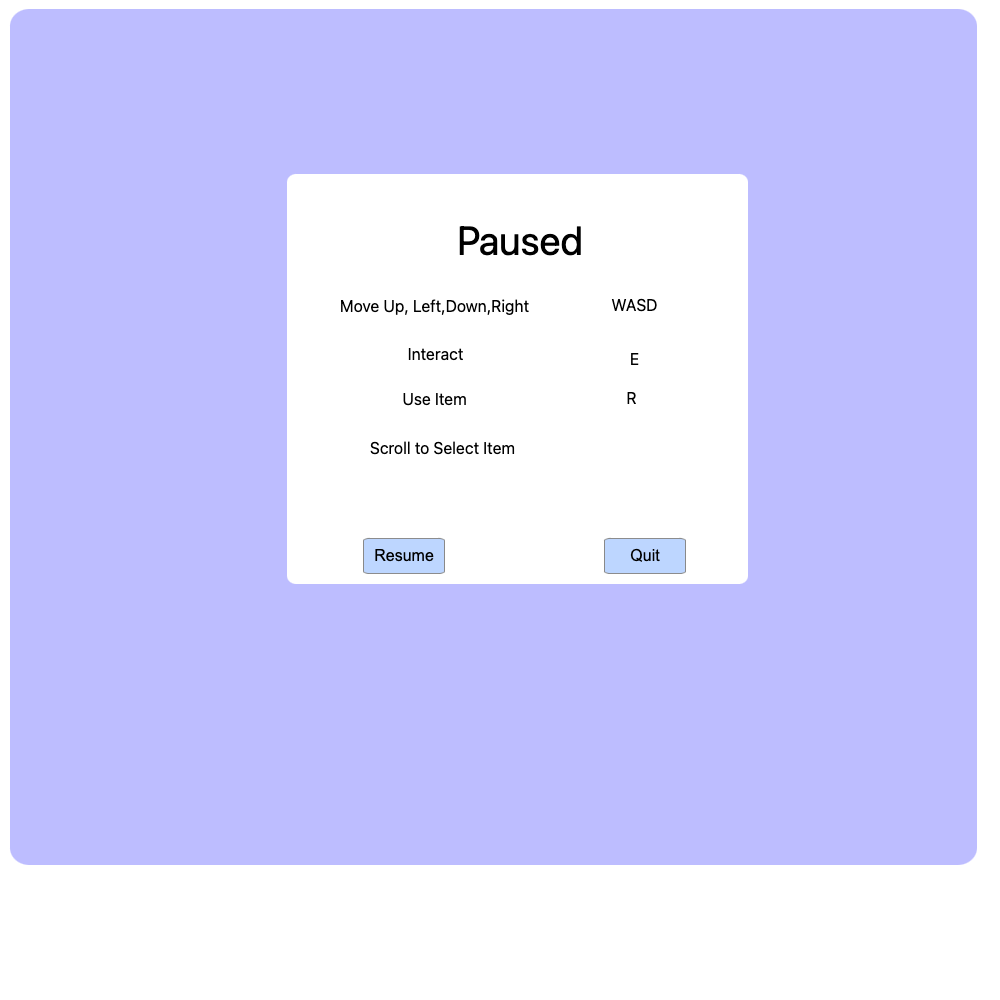 Paused
Move Up, Left,Down,Right WASD
Interact E
Use Item R
Scroll to Select Item
Resume Quit